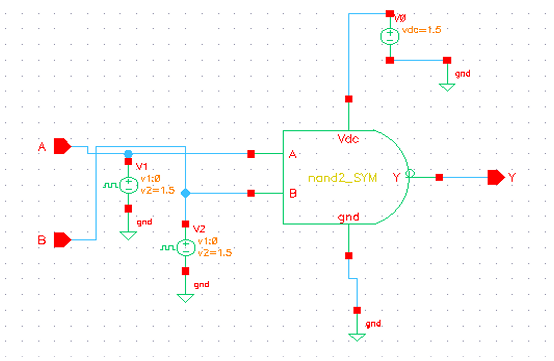 V0
vdc=1.5
gnd
Vdc
A
V1
v1:0
v2=1.5
gnd
A
B
nand2_SYM
Y
Y
B
V2
v1:0
v2=1.5
gnd
gnd
gnd